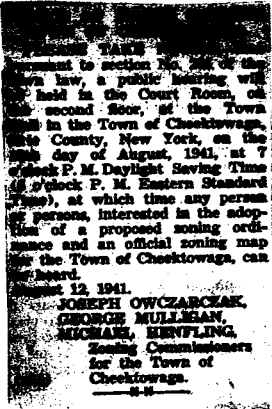 TAKE
to section No. of the
law, a public hearing will
held in the Court Room, on
second floor, at the Town
in the Town of Cheektowaga,
County, New York, on the
day of August, 1941, at 7
o'clock P. M. Daylight Saving Time
o'clock P. M. Eastern Standard
Time), at which time any person
or persons, interested in the adop-
tion of a proposed zoning ordi-
nance and an official zoning map
the Town of Cheektowaga, can
heard.
12, 1941.
JOSEPH OWCZARCZAK,
GEORGE MULLIGAN,
MICHAEL HENFLING,
Zoning Commissioners
for the Town of
Cheektowaga.